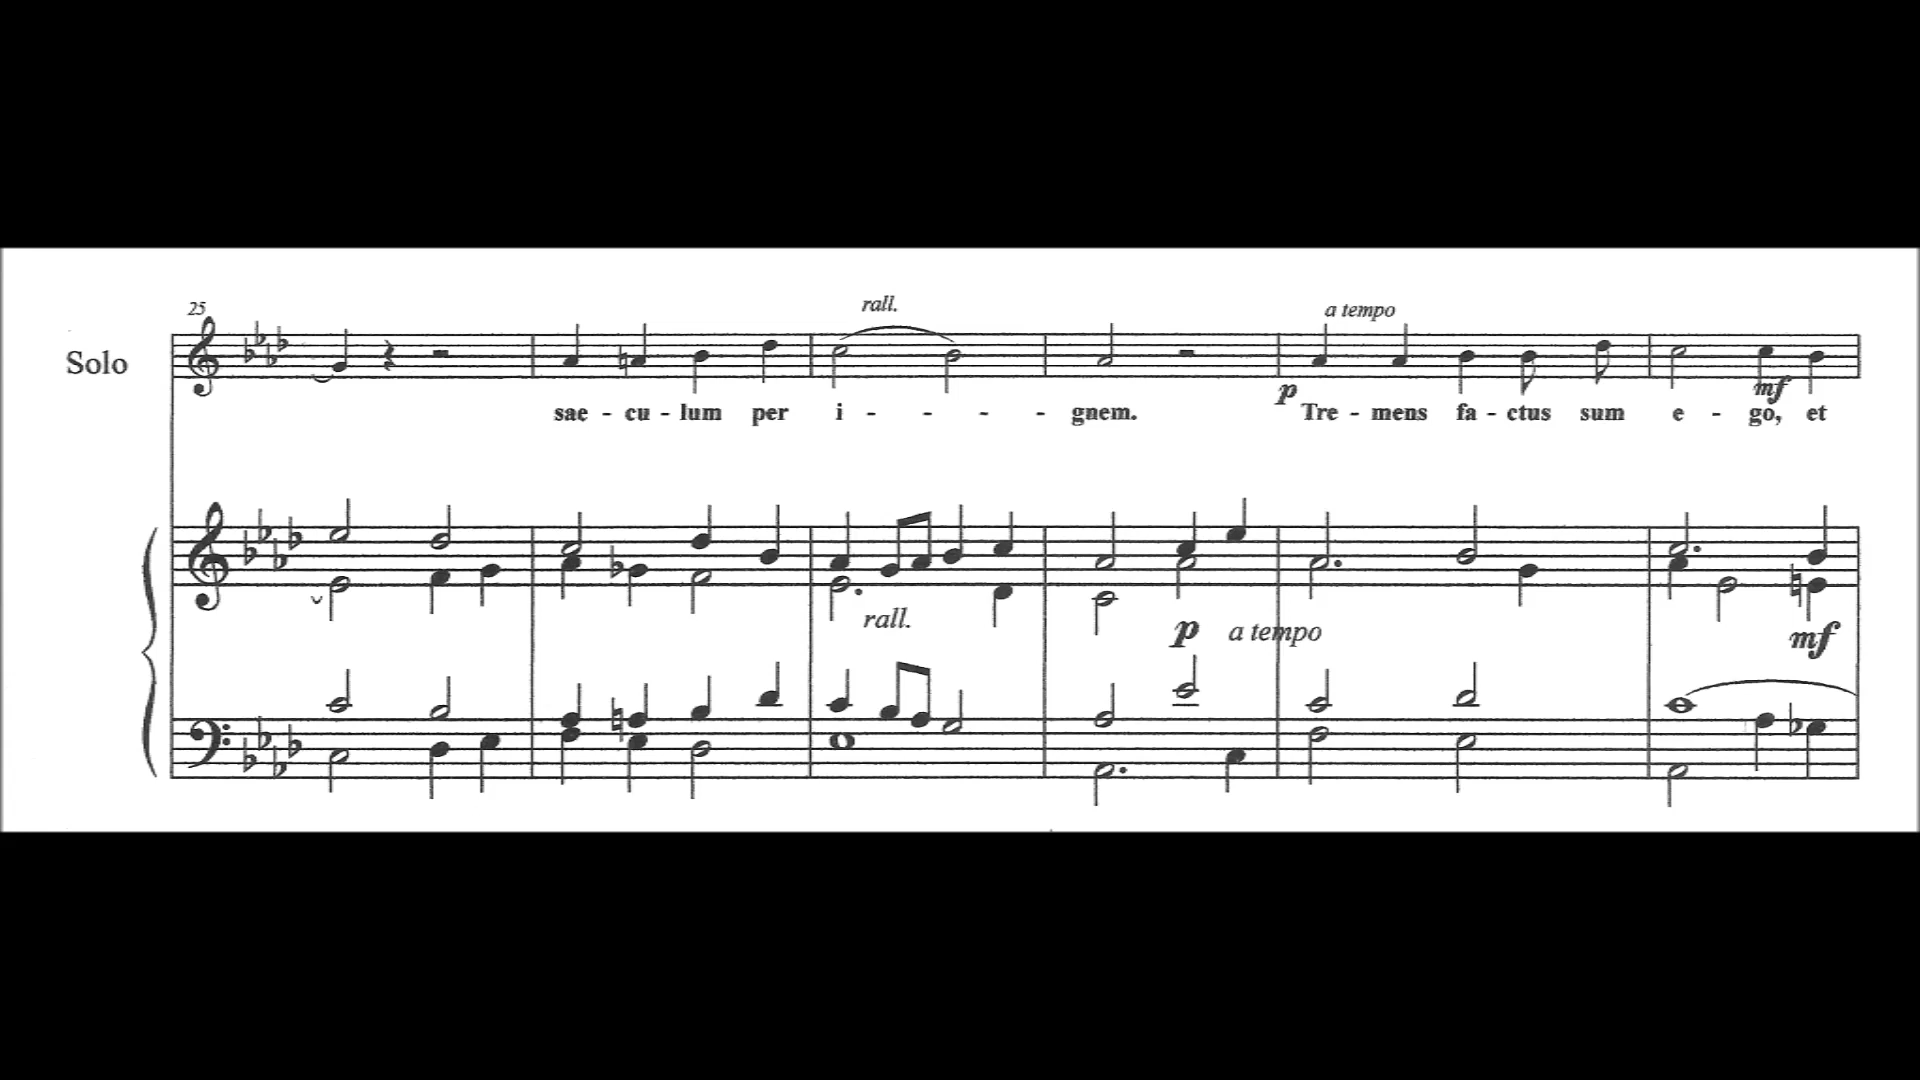 25
rall.
a tempo
Solo
p
mf
sae - cu - lum per i - - - - gnem. Tre - mens fa - ctus sum e - go, et
rall.
p a tempo
mf